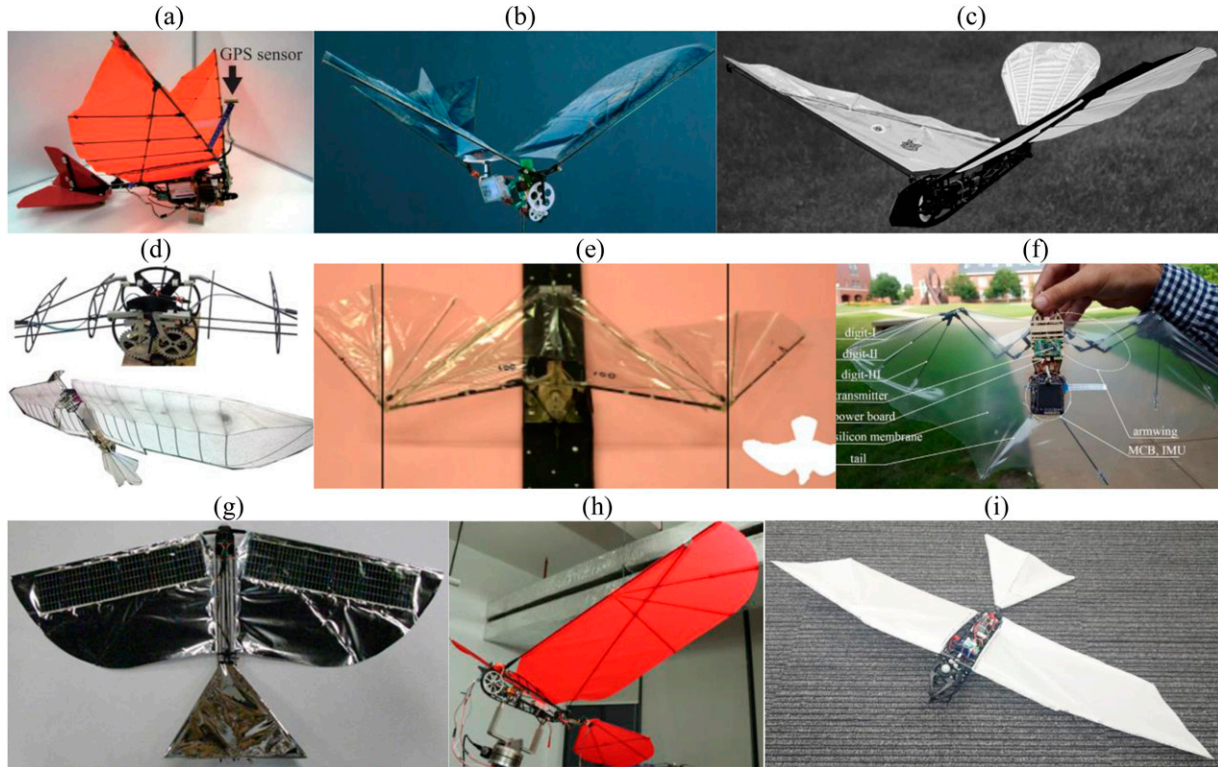 (a)
(b)
(c)
GPS sensor
(d)
(e)
(f)
digit-I
digit-II
digit-III
transmitter
power board
silicon membrane
tail
armwing
MCB, IMU
(g)
(h)
(i)